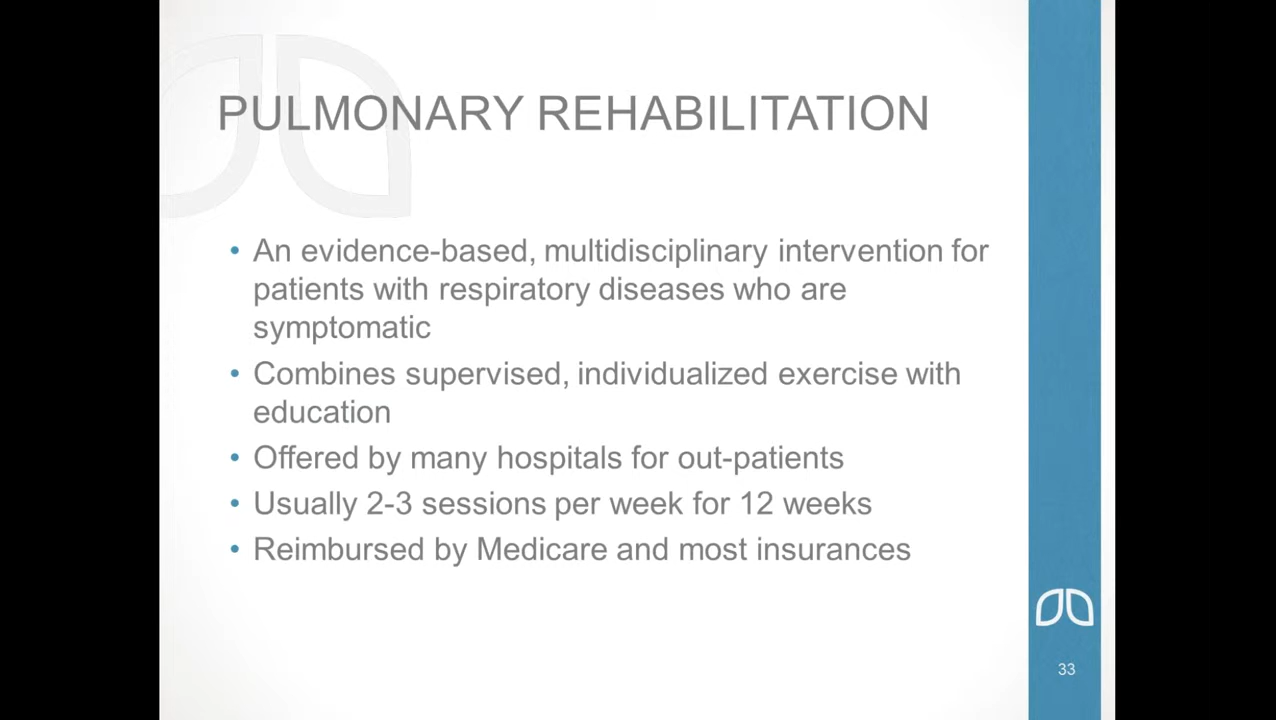 PULMONARY REHABILITATION
• An evidence-based, multidisciplinary intervention for
patients with respiratory diseases who are
symptomatic
• Combines supervised, individualized exercise with
education
• Offered by many hospitals for out-patients
• Usually 2-3 sessions per week for 12 weeks
• Reimbursed by Medicare and most insurances
33